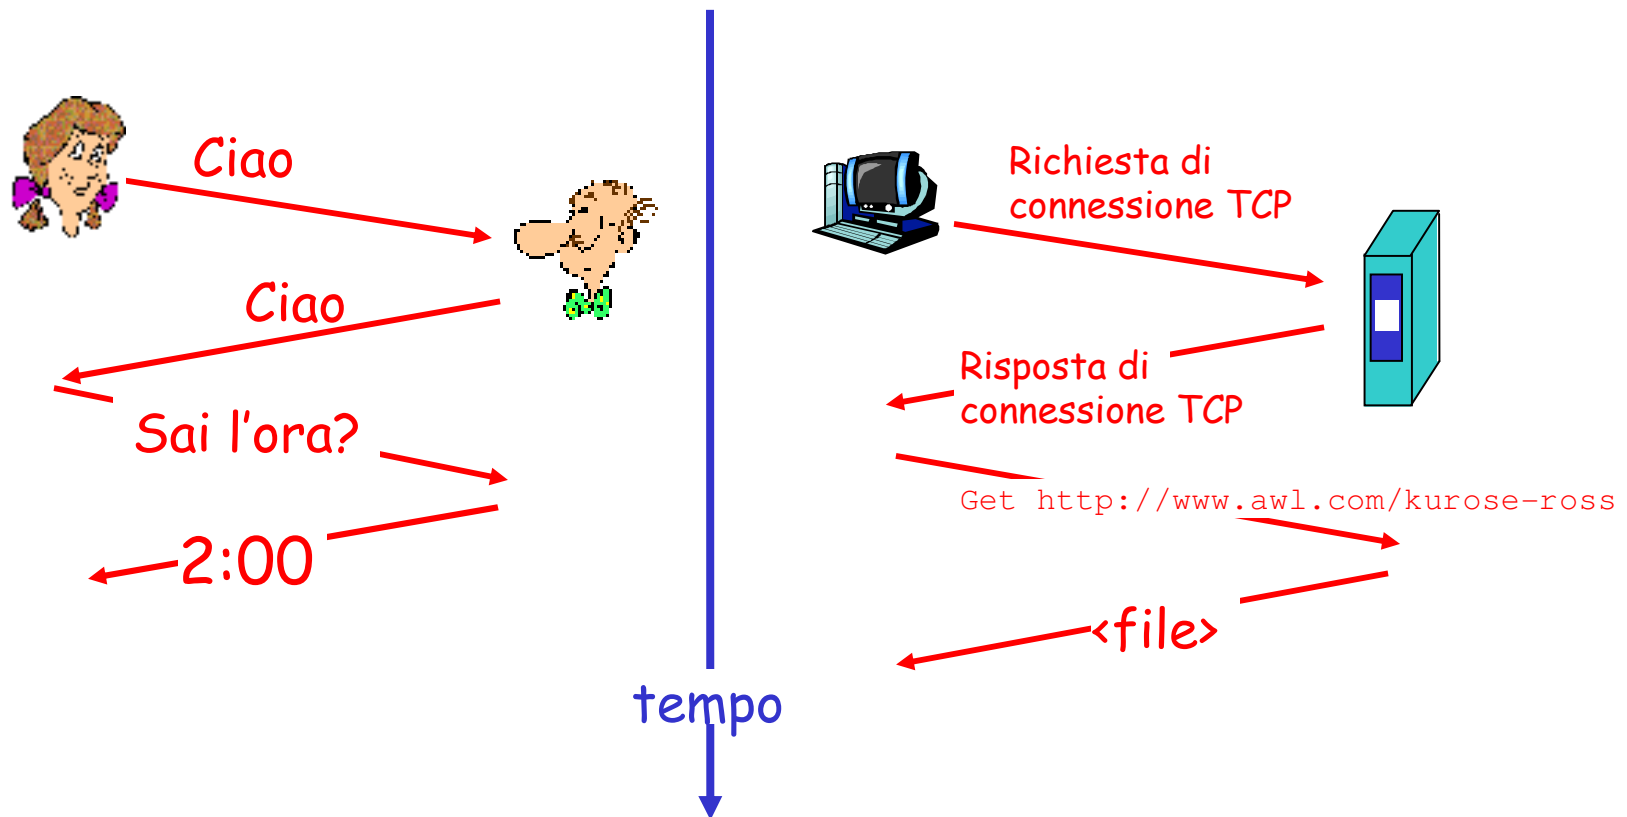 Ciao
Ciao
Sai l'ora?
2:00
tempo
Richiesta di
connessione TCP
Risposta di
connessione TCP
Get http://www.awl.com/kurose-ross
<file>